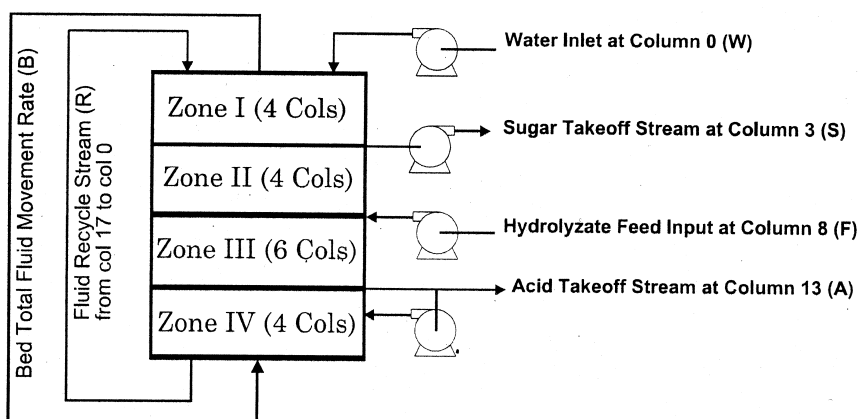 Water Inlet at Column 0 (W)
Zone I (4 Cols)
Sugar Takeoff Stream at Column 3 (S)
Zone II (4 Cols)
Hydrolyzate Feed Input at Column 8 (F)
Zone III (6 Cols)
Acid Takeoff Stream at Column 13 (A)
Zone IV (4 Cols)
Bed Total Fluid Movement Rate (B)
Fluid Recycle Stream (R)
from col 17 to col 0